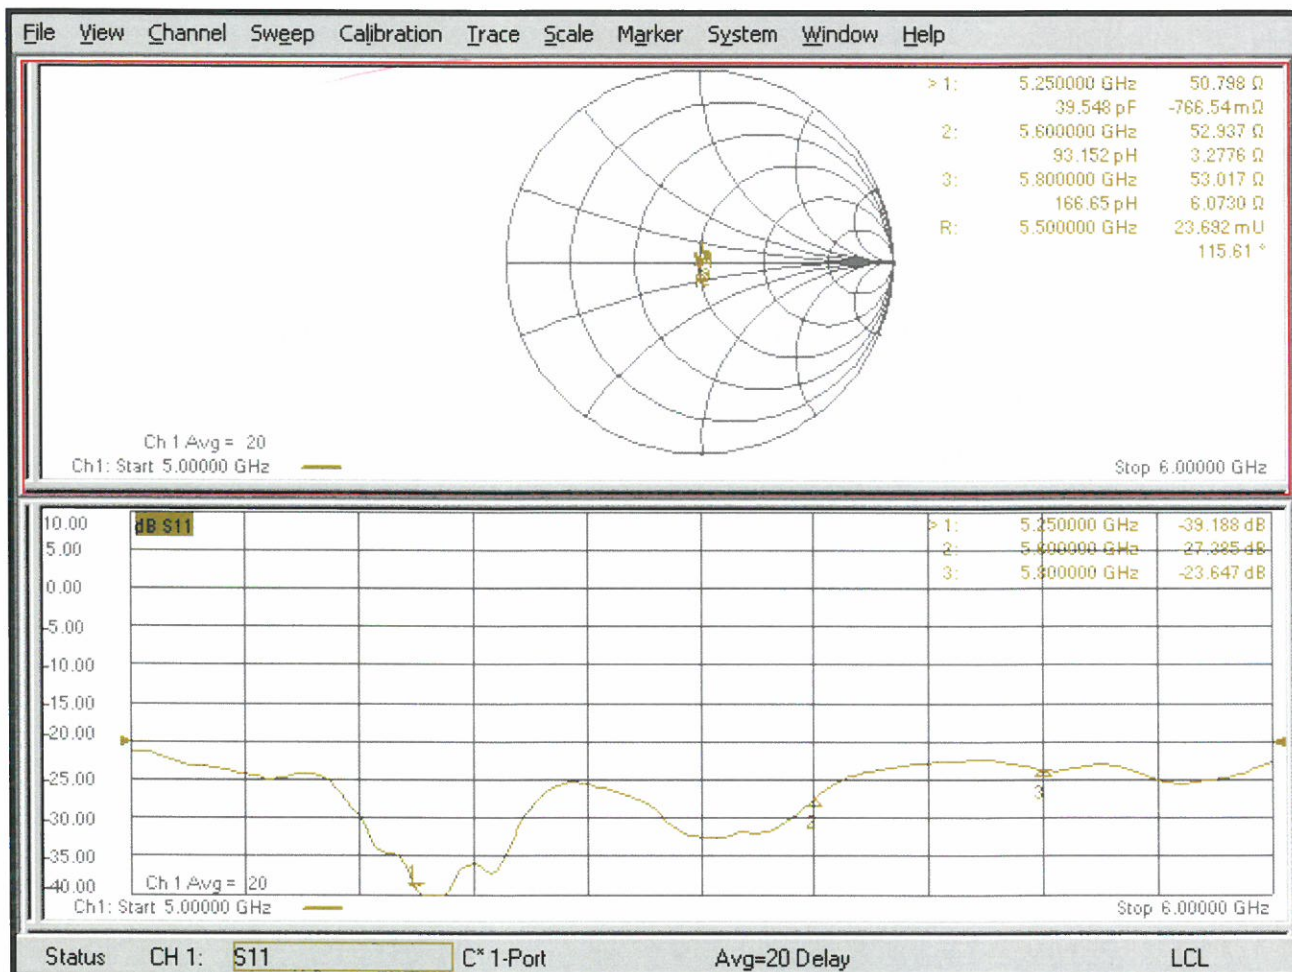 File View Channel Sweep Calibration Trace Scale Marker System Window Help
> 1: 5.250000 GHz 50.798 Ω
39.548 pF -766.54 mΩ
2: 5.600000 GHz 52.937 Ω
93.152 pH 3.2776 Ω
3: 5.800000 GHz 53.017 Ω
166.65 pH 6.0730 Ω
R: 5.500000 GHz 23.692 mU
115.61 °
Ch 1 Avg = 20
Ch1: Start 5.00000 GHz Stop 6.00000 GHz
dB S11
10.00
5.00
0.00
-5.00
-10.00
-15.00
-20.00
-25.00
-30.00
-35.00
-40.00
> 1: 5.250000 GHz -39.188 dB
2: 5.600000 GHz -27.385 dB
3: 5.800000 GHz -23.647 dB
1
2
3
Ch 1 Avg = 20
Ch1: Start 5.00000 GHz Stop 6.00000 GHz
Status CH 1: S11 C* 1-Port Avg=20 Delay LCL